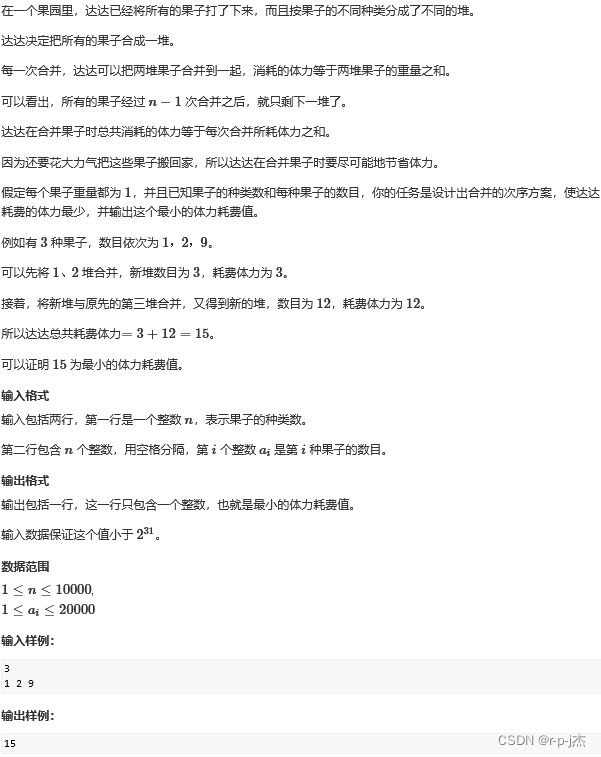 在一个果园里，达达已经将所有的果子打了下来，而且按果子的不同种类分成了不同的堆。
达达决定把所有的果子合成一堆。
每一次合并，达达可以把两堆果子合并到一起，消耗的体力等于两堆果子的重量之和。
可以看出，所有的果子经过 n − 1 次合并之后，就只剩下一堆了。
达达在合并果子时总共消耗的体力等于每次合并所耗体力之和。
因为还要花大力气把这些果子搬回家，所以达达在合并果子时要尽可能地节省体力。
假定每个果子重量都为 1，并且已知果子的种类数和每种果子的数目，你的任务是设计出合并的次序方案，使达达
耗费的体力最少，并输出这个最小的体力耗费值。
例如有 3 种果子，数目依次为 1，2，9。
可以先将 1、2 堆合并，新堆数目为 3，耗费体力为 3。
接着，将新堆与原先的第三堆合并，又得到新的堆，数目为 12，耗费体力为 12。
所以达达总共耗费体力= 3 + 12 = 15。
可以证明 15 为最小的体力耗费值。
输入格式
输入包括两行，第一行是一个整数 n，表示果子的种类数。
第二行包含 n 个整数，用空格分隔，第 i 个整数 aᵢ 是第 i 种果子的数目。
输出格式
输出包括一行，这一行只包含一个整数，也就是最小的体力耗费值。
输入数据保证这个值小于 2³¹。
数据范围
1 ≤ n ≤ 10000,
1 ≤ aᵢ ≤ 20000
输入样例：
3
1 2 9
输出样例：
15
CSDN @r-p-j杰